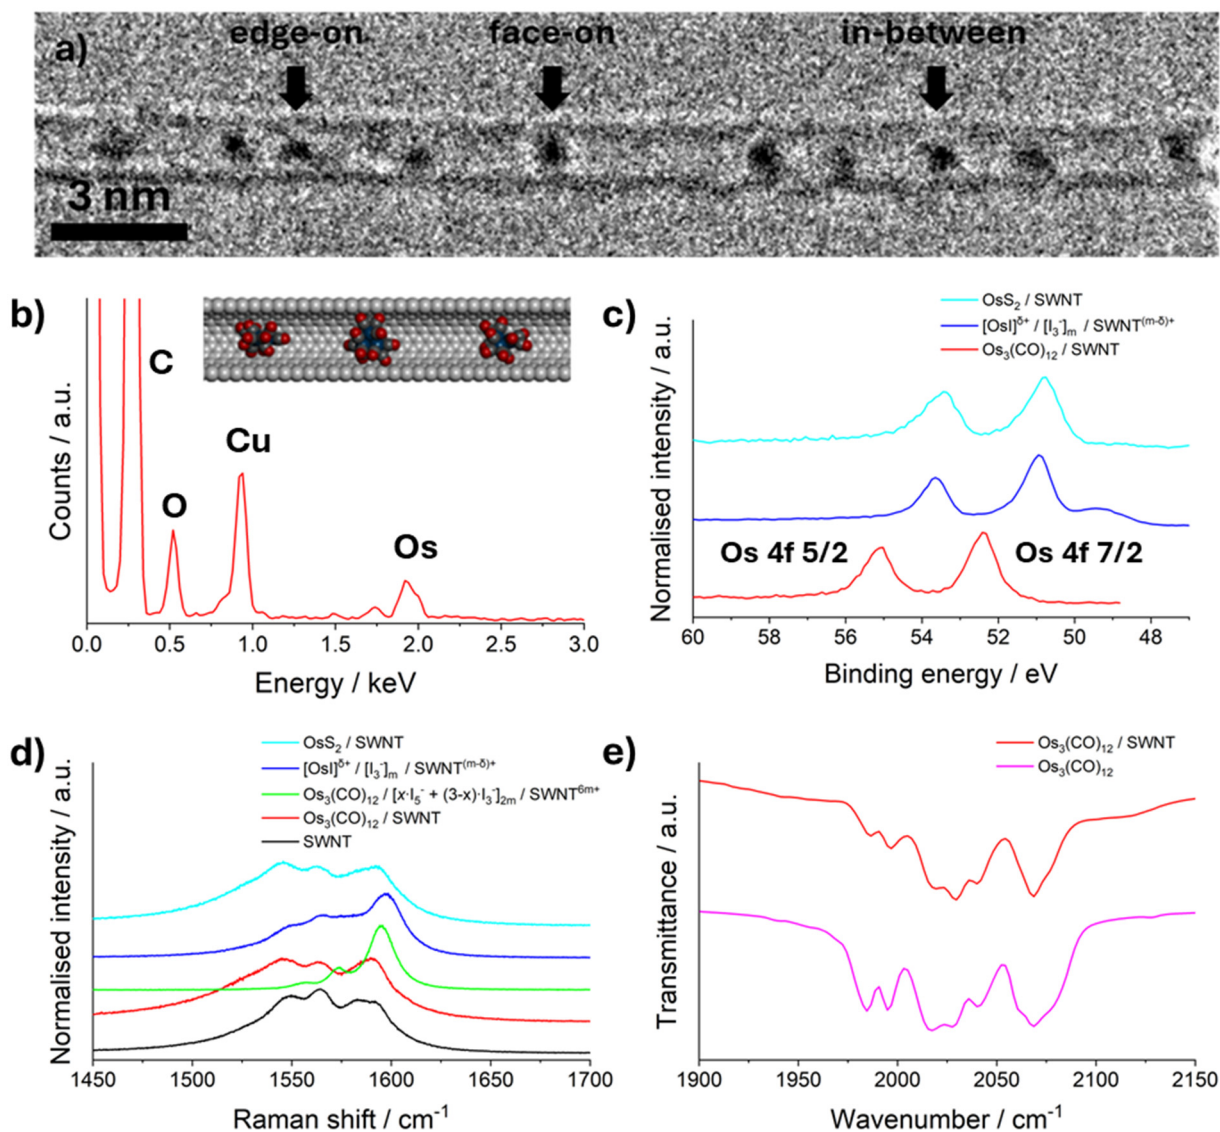 a)
edge-on
face-on
in-between
3 nm
b)
C
O
Cu
Os
Counts / a.u.
0.0 0.5 1.0 1.5 2.0 2.5 3.0
Energy / keV
c)
OsS₂ / SWNT
[OsI]ᵟ⁺ / [I₃⁻]ₘ / SWNT⁽ᵐ⁻ᵟ⁾⁺
Os₃(CO)₁₂ / SWNT
Os 4f 5/2
Os 4f 7/2
Normalised intensity / a.u.
60 58 56 54 52 50 48
Binding energy / eV
d)
OsS₂ / SWNT
[OsI]ᵟ⁺ / [I₃⁻]ₘ / SWNT⁽ᵐ⁻ᵟ⁾⁺
Os₃(CO)₁₂ / [x·I₅⁻ + (3-x)·I₃⁻]₂ₘ / SWNT⁶ᵐ⁺
Os₃(CO)₁₂ / SWNT
SWNT
Normalised intensity / a.u.
1450 1500 1550 1600 1650 1700
Raman shift / cm⁻¹
e)
Os₃(CO)₁₂ / SWNT
Os₃(CO)₁₂
Transmittance / a.u.
1900 1950 2000 2050 2100 2150
Wavenumber / cm⁻¹